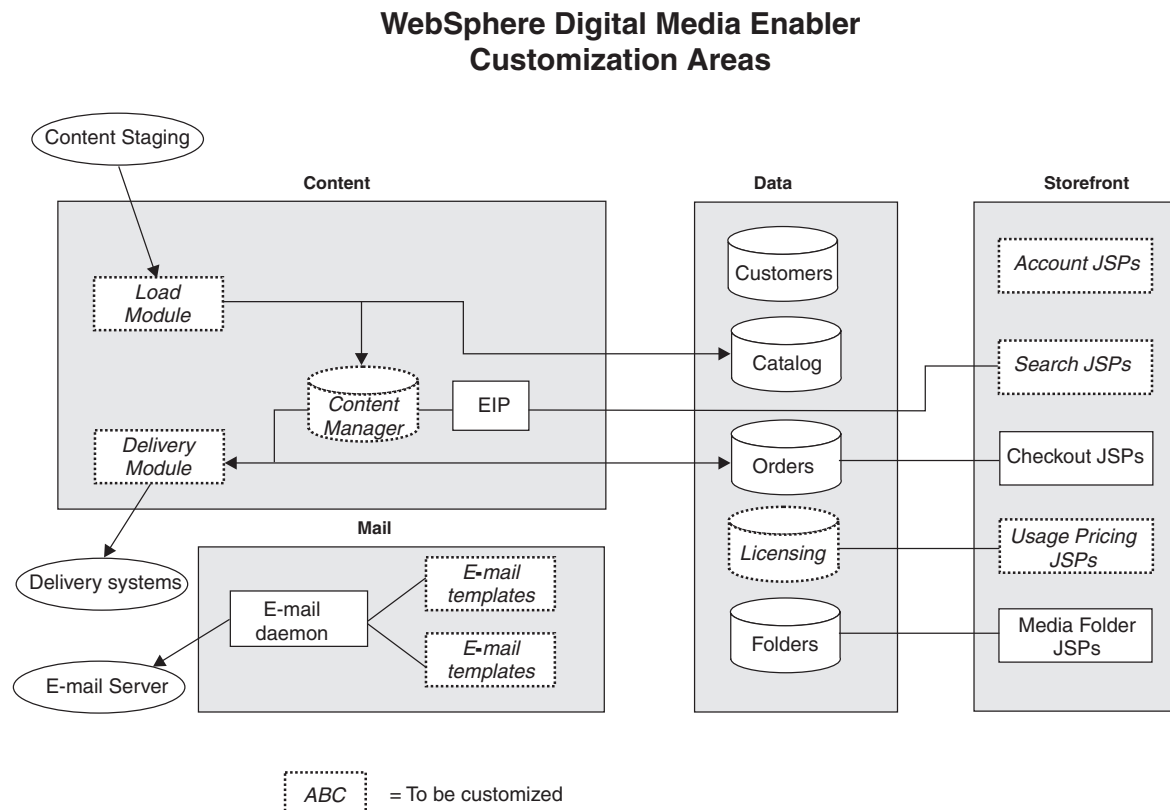 WebSphere Digital Media Enabler
Customization Areas
Content Staging
Content
Data
Storefront
Load
Module
Customers
Account JSPs
Catalog
Search JSPs
Content
Manager
EIP
Delivery
Module
Orders
Checkout JSPs
Mail
Licensing
Usage Pricing
JSPs
Delivery systems
E-mail
templates
E-mail
daemon
E-mail
templates
Folders
Media Folder
JSPs
E-mail Server
ABC
= To be customized